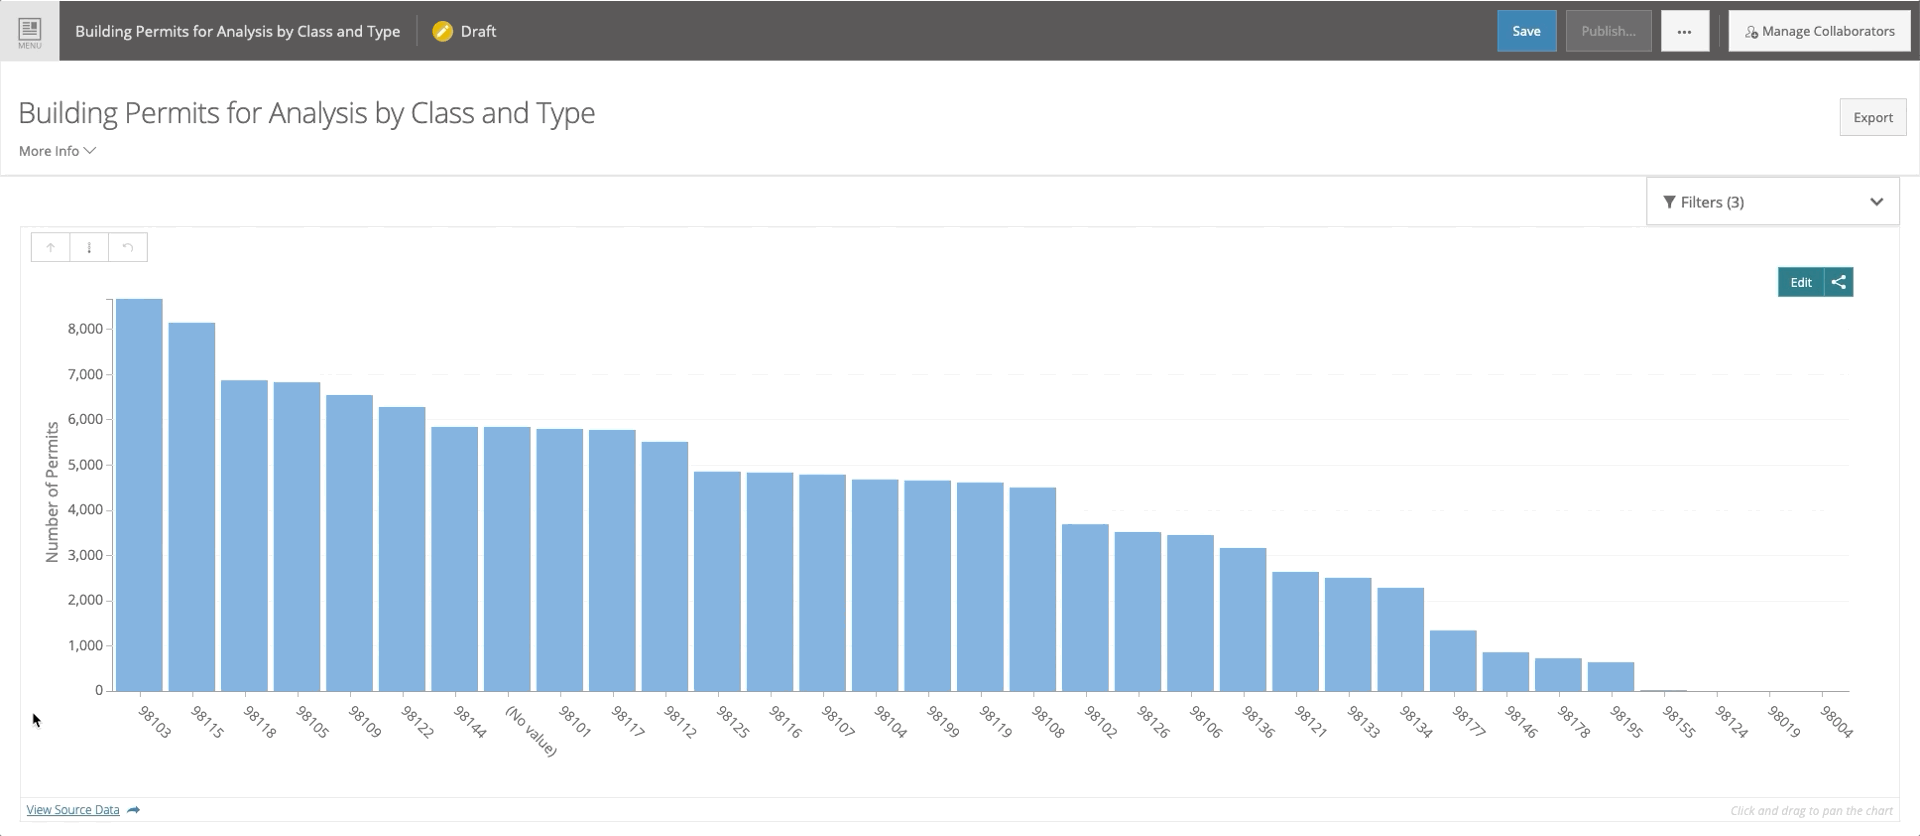 MENU
Building Permits for Analysis by Class and Type
Draft
Save
Publish...
Manage Collaborators
Building Permits for Analysis by Class and Type
More Info
Export
Filters (3)
Edit
Number of Permits
8,000
7,000
6,000
5,000
4,000
3,000
2,000
1,000
0
98103
98115
98118
98105
98109
98122
98144
(No value)
98101
98117
98112
98125
98116
98107
98104
98199
98119
98108
98102
98126
98106
98136
98121
98133
98134
98177
98146
98178
98195
98155
98124
98019
98004
View Source Data
Click and drag to pan the chart